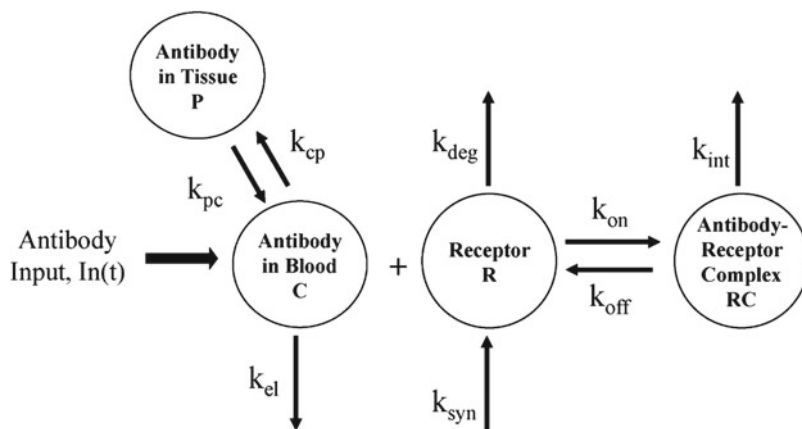 Antibody
in Tissue
P
k_cp
k_pc
Antibody
Input, In(t)
Antibody
in Blood
C
k_el
+
k_deg
Receptor
R
k_syn
k_on
k_off
k_int
Antibody-
Receptor
Complex
RC